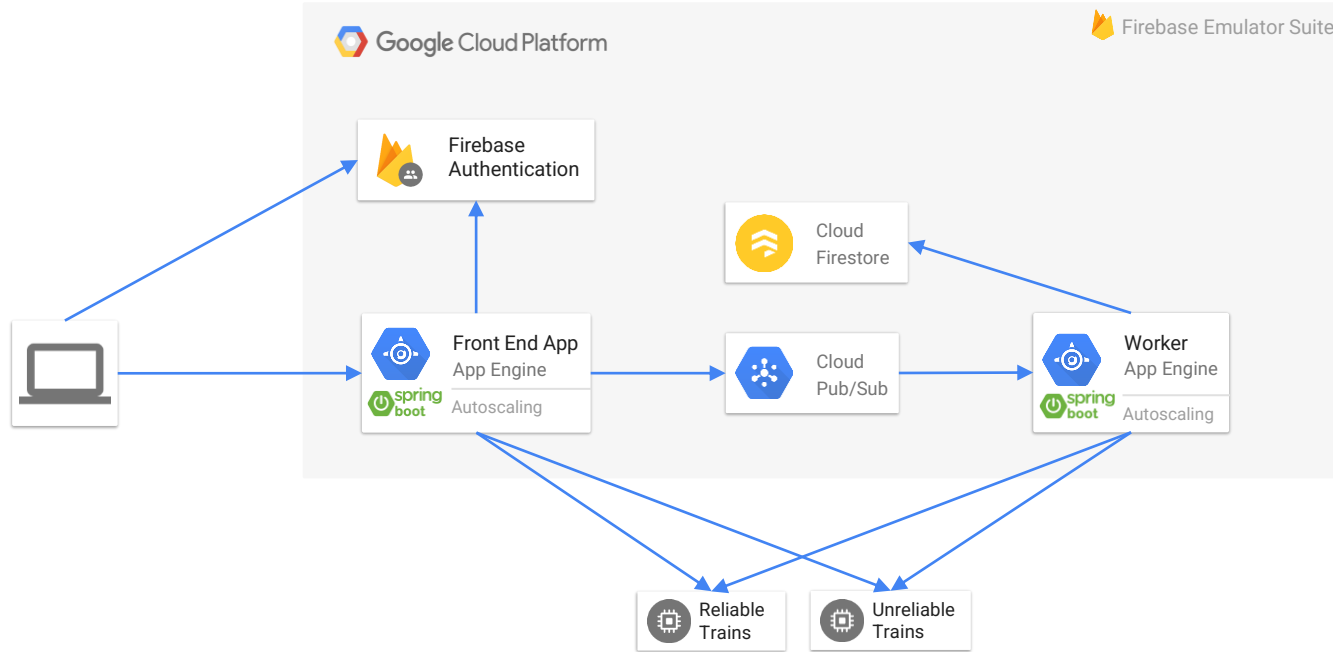 Google Cloud Platform
Firebase Emulator Suite
Firebase
Authentication
Cloud
Firestore
Front End App
App Engine
spring
boot
Autoscaling
Cloud
Pub/Sub
Worker
App Engine
spring
boot
Autoscaling
Reliable
Trains
Unreliable
Trains